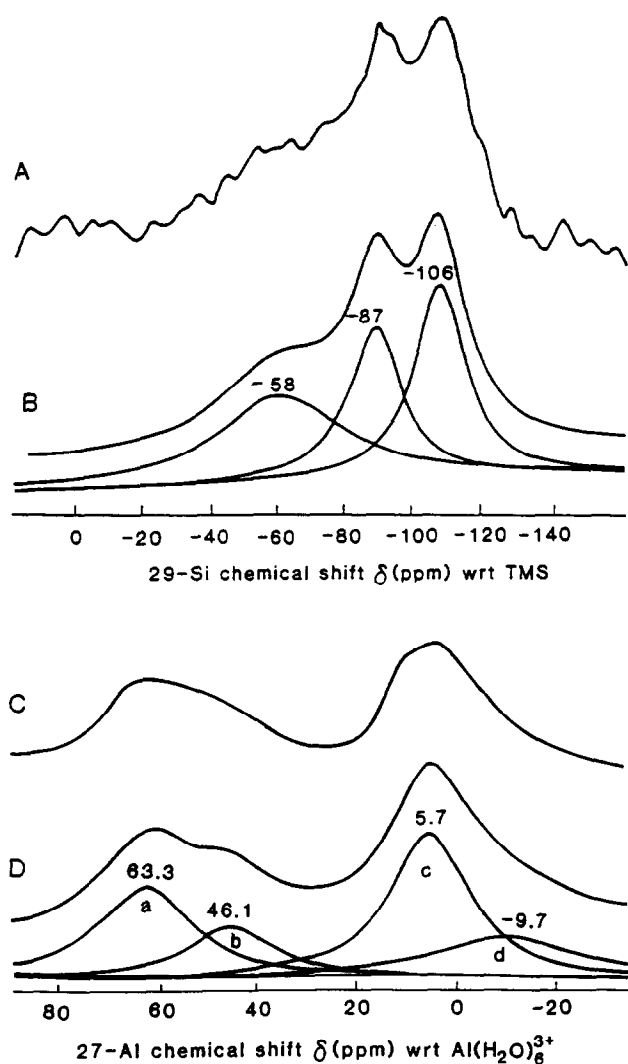 A
-106
-87
-58
B
0 -20 -40 -60 -80 -100 -120 -140
29-Si chemical shift δ(ppm) wrt TMS
C
5.7
D
63.3
c
a
46.1
-9.7
b
d
80 60 40 20 0 -20
27-Al chemical shift δ(ppm) wrt Al(H₂O)₆³⁺